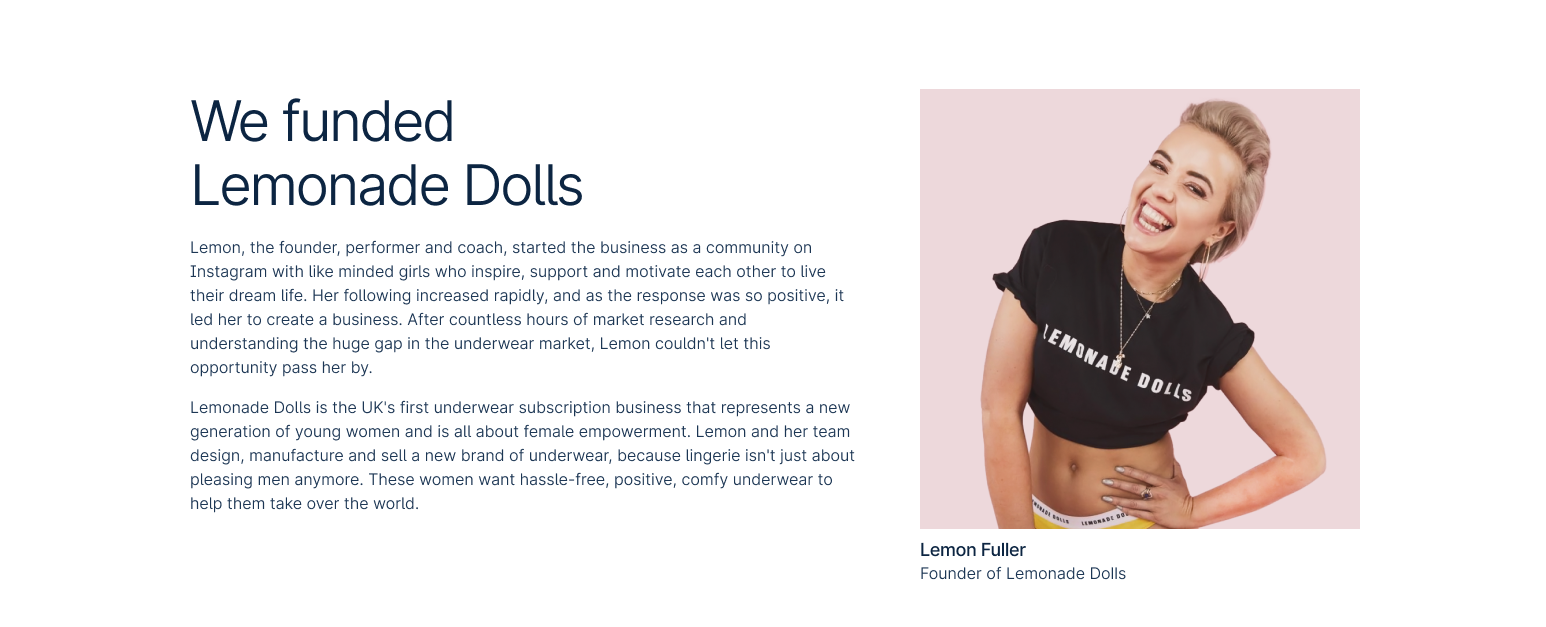 We funded
Lemonade Dolls
Lemon, the founder, performer and coach, started the business as a community on
Instagram with like minded girls who inspire, support and motivate each other to live
their dream life. Her following increased rapidly, and as the response was so positive, it
led her to create a business. After countless hours of market research and
understanding the huge gap in the underwear market, Lemon couldn't let this
opportunity pass her by.
Lemonade Dolls is the UK's first underwear subscription business that represents a new
generation of young women and is all about female empowerment. Lemon and her team
design, manufacture and sell a new brand of underwear, because lingerie isn't just about
pleasing men anymore. These women want hassle-free, positive, comfy underwear to
help them take over the world.
LEMONADE DOLLS
DOLLS LEMONADE
Lemon Fuller
Founder of Lemonade Dolls